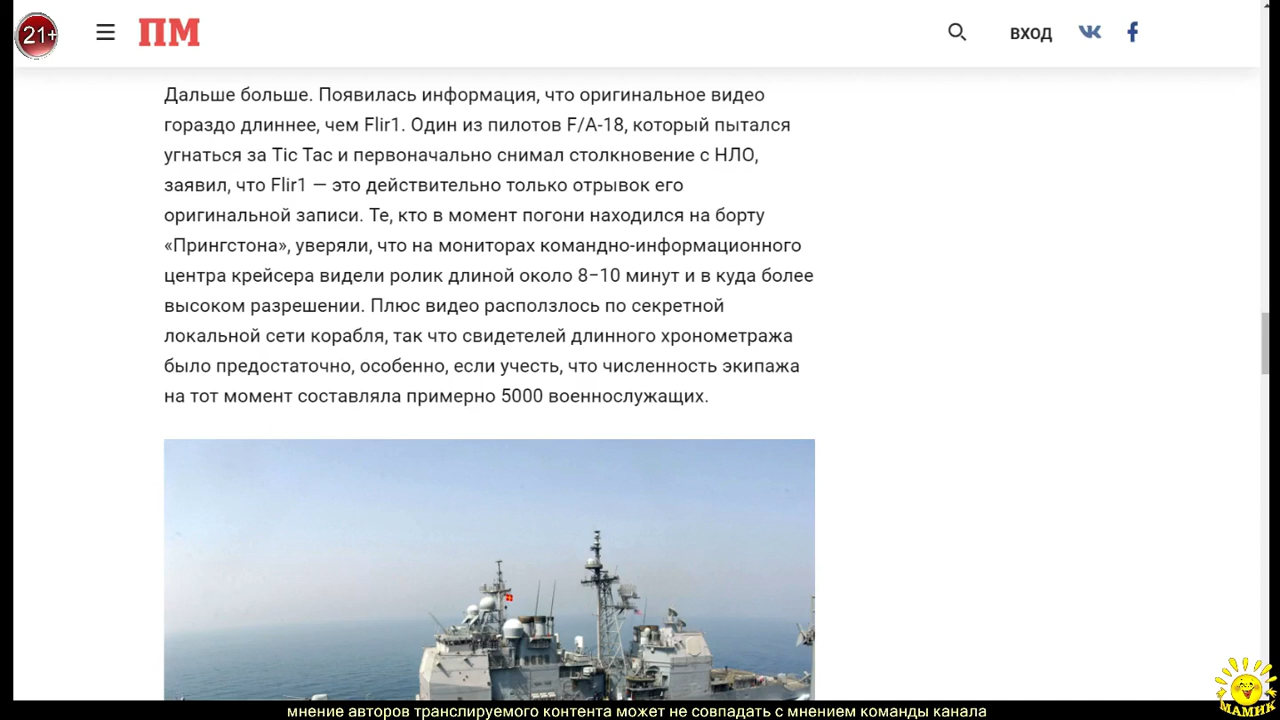 21+
ПМ
ВХОД
Дальше больше. Появилась информация, что оригинальное видео
гораздо длиннее, чем Flir1. Один из пилотов F/A-18, который пытался
угнаться за Tic Tac и первоначально снимал столкновение с НЛО,
заявил, что Flir1 — это действительно только отрывок его
оригинальной записи. Те, кто в момент погони находился на борту
«Прингстона», уверяли, что на мониторах командно-информационного
центра крейсера видели ролик длиной около 8–10 минут и в куда более
высоком разрешении. Плюс видео расползлось по секретной
локальной сети корабля, так что свидетелей длинного хронометража
было предостаточно, особенно, если учесть, что численность экипажа
на тот момент составляла примерно 5000 военнослужащих.
МАМИК
мнение авторов транслируемого контента может не совпадать с мнением команды канала